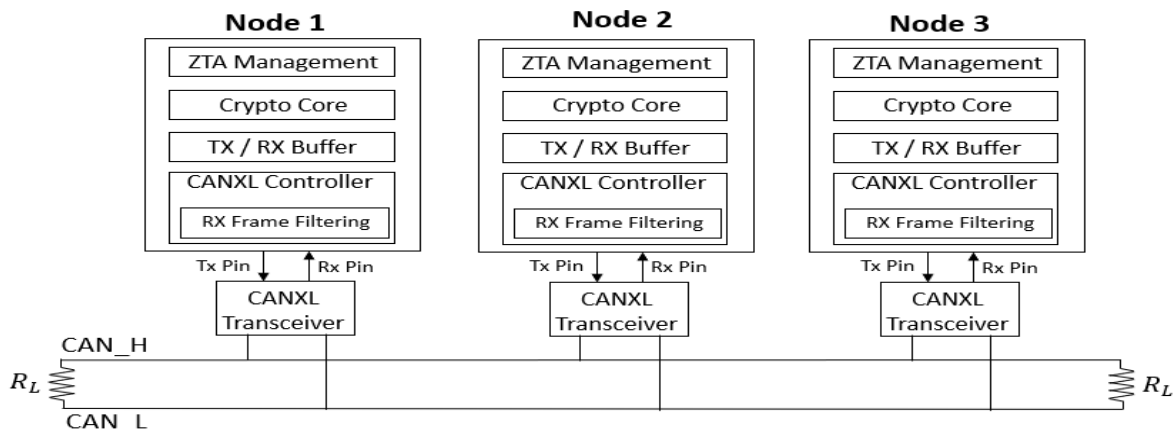 Node 1
Node 2
Node 3
ZTA Management
ZTA Management
ZTA Management
Crypto Core
Crypto Core
Crypto Core
TX / RX Buffer
TX / RX Buffer
TX / RX Buffer
CANXL Controller
CANXL Controller
CANXL Controller
RX Frame Filtering
RX Frame Filtering
RX Frame Filtering
Tx Pin
Rx Pin
Tx Pin
Rx Pin
Tx Pin
Rx Pin
CANXL
Transceiver
CANXL
Transceiver
CANXL
Transceiver
CAN_H
R_L
R_L
CAN_L